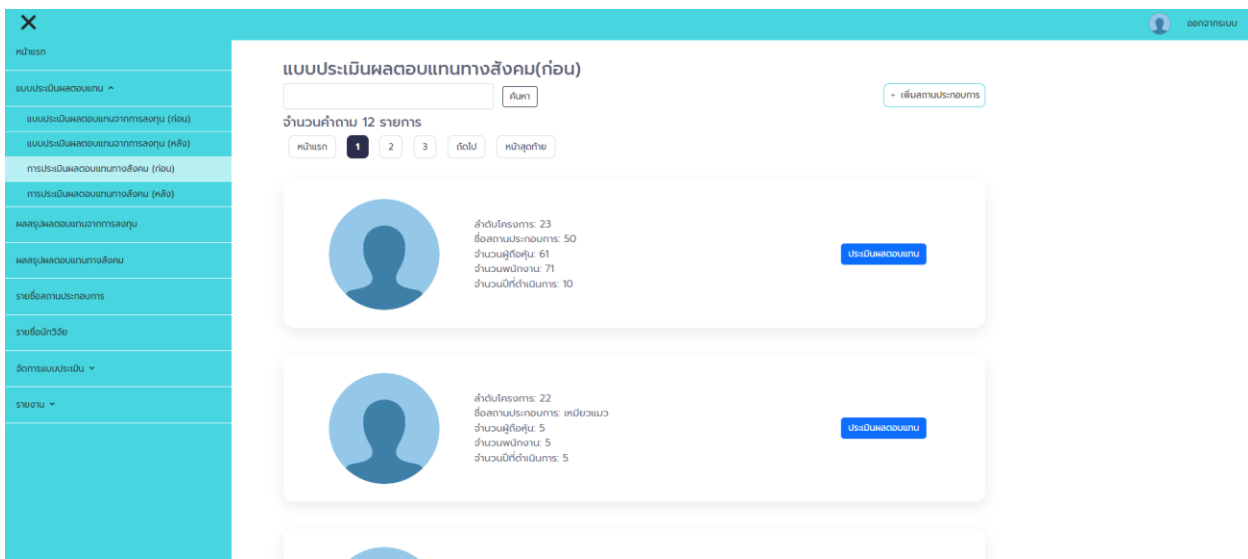 ออกจากระบบ
หน้าแรก
แบบประเมินผลตอบแทน
แบบประเมินผลตอบแทนจากการลงทุน (ก่อน)
แบบประเมินผลตอบแทนจากการลงทุน (หลัง)
การประเมินผลตอบแทนทางสังคม (ก่อน)
การประเมินผลตอบแทนทางสังคม (หลัง)
ผลสรุปผลตอบแทนจากการลงทุน
ผลสรุปผลตอบแทนทางสังคม
รายชื่อสถานประกอบการ
รายชื่อนักวิจัย
จัดการแบบประเมิน
รายงาน
แบบประเมินผลตอบแทนทางสังคม(ก่อน)
ค้นหา
+ เพิ่มสถานประกอบการ
จำนวนคำถาม 12 รายการ
หน้าแรก 1 2 3 ถัดไป หน้าสุดท้าย
ลำดับโครงการ: 23
ชื่อสถานประกอบการ: 50
จำนวนผู้ถือหุ้น: 61
จำนวนพนักงาน: 71
จำนวนปีที่ดำเนินการ: 10
ประเมินผลตอบแทน
ลำดับโครงการ: 22
ชื่อสถานประกอบการ: เหมียวแมว
จำนวนผู้ถือหุ้น: 5
จำนวนพนักงาน: 5
จำนวนปีที่ดำเนินการ: 5
ประเมินผลตอบแทน